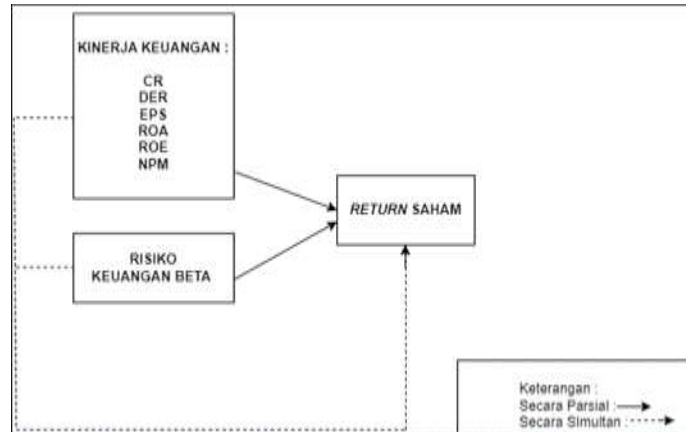 KINERJA KEUANGAN :
CR
DER
EPS
ROA
ROE
NPM
RETURN SAHAM
RISIKO
KEUANGAN BETA
Keterangan :
Secara Parsial :
Secara Simultan :